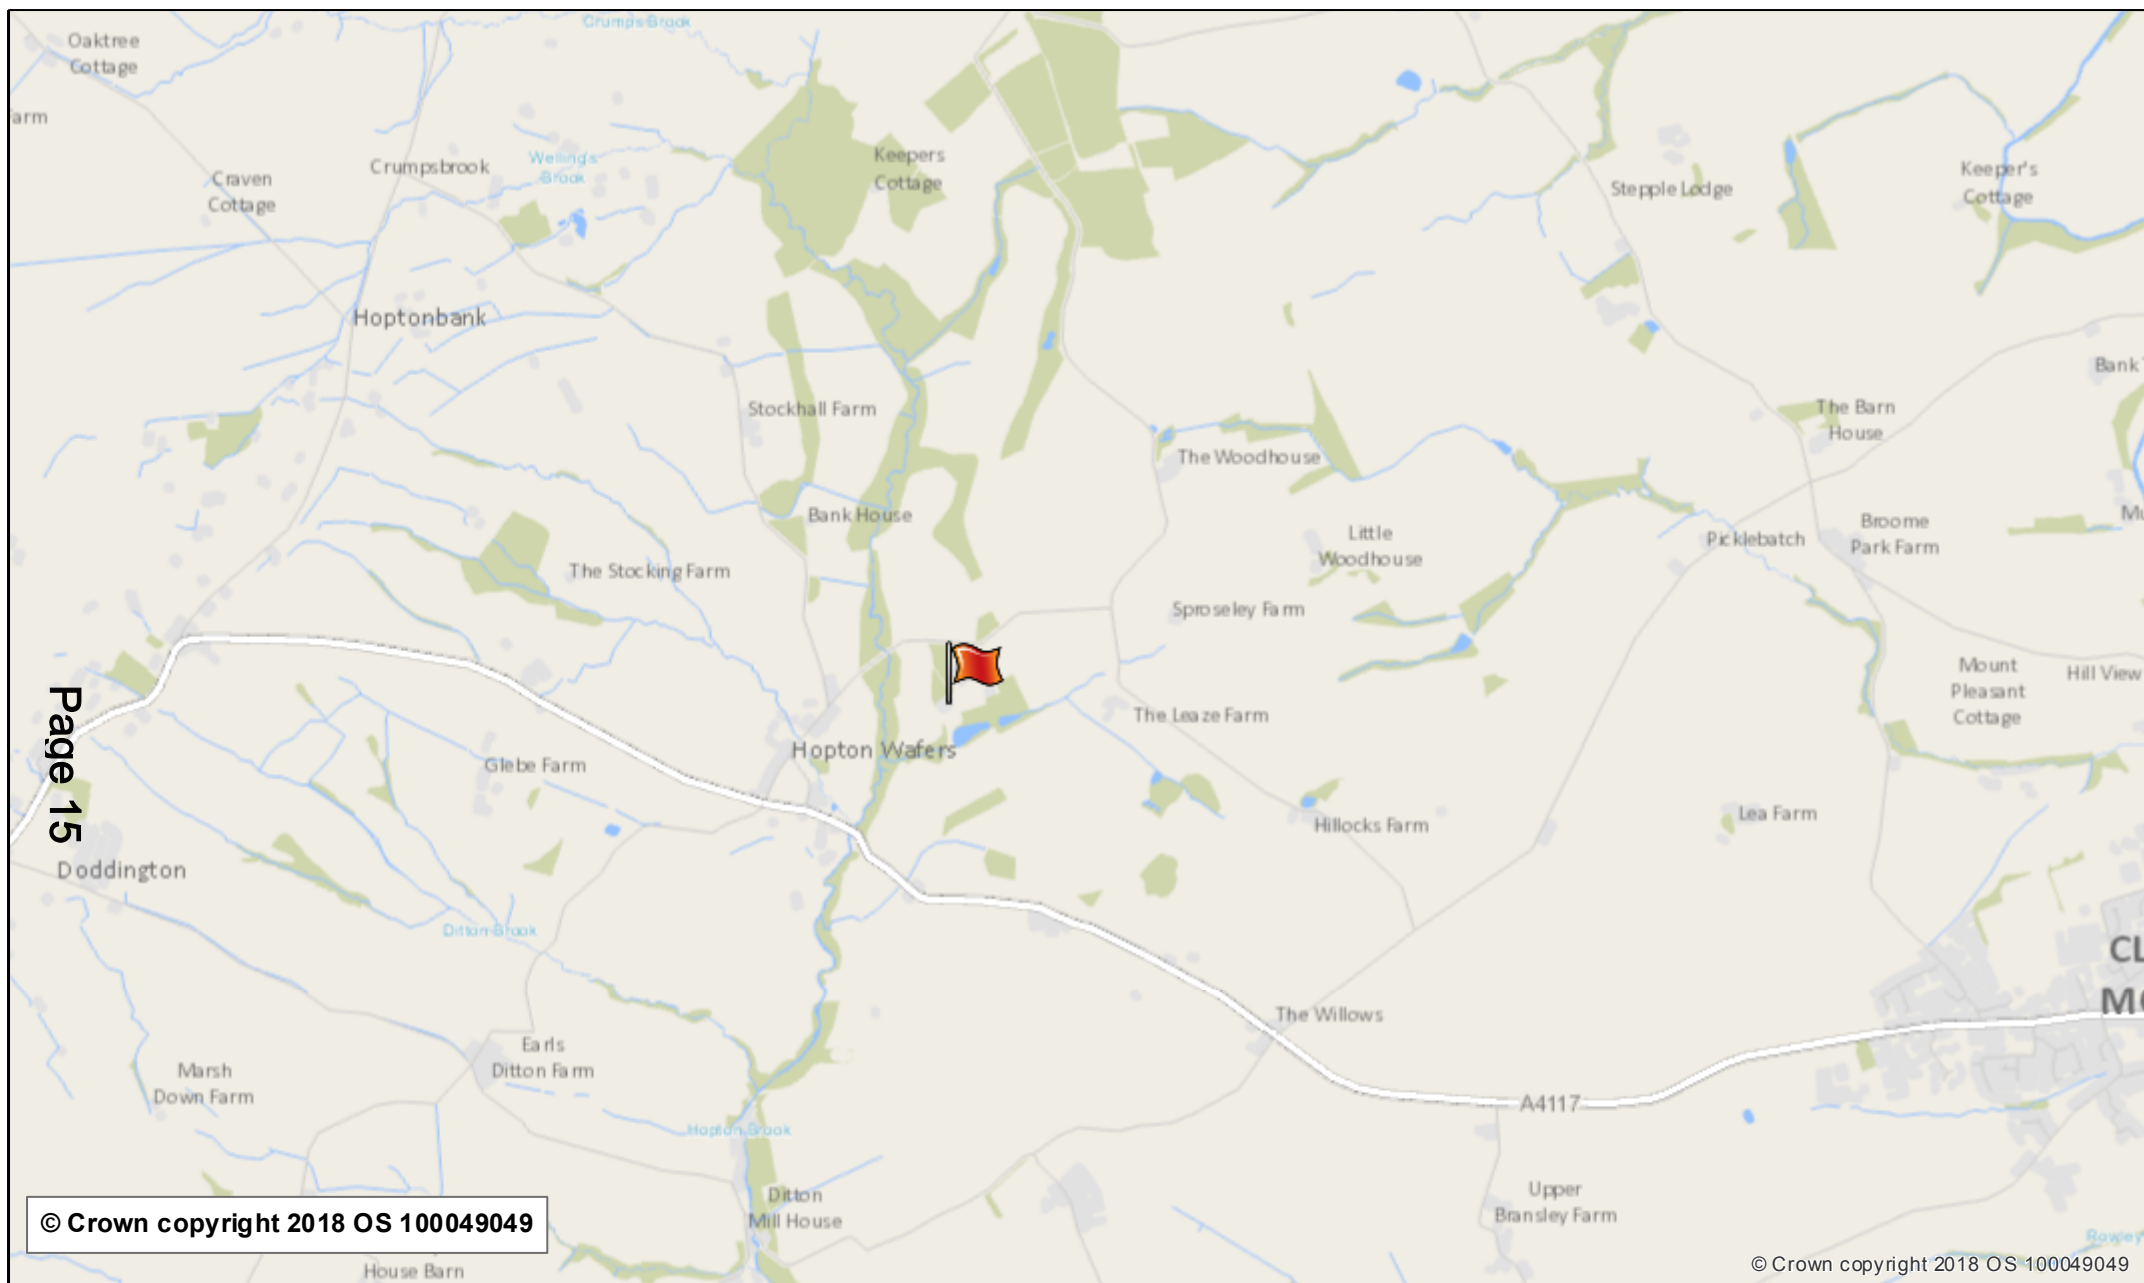 Crumps Brook
Oaktree
Cottage
arm
Keepers
Cottage
Crumpsbrook
Welling's
Brook
Craven
Cottage
Stepple Lodge
Keeper's
Cottage
Hoptonbank
Bank
Stockhall Farm
The Barn
House
The Woodhouse
Bank House
Little
Woodhouse
Picklebatch
Broome
Park Farm
Mu
The Stocking Farm
Sproseley Farm
Mount
Pleasant
Cottage
Hill View
Page 15
The Leaze Farm
Hopton Wafers
Glebe Farm
Hillocks Farm
Lea Farm
Doddington
Ditton Brook
CL
MO
The Willows
Earls
Ditton Farm
Marsh
Down Farm
A4117
Hopton Brook
Ditton
Mill House
Upper
Bransley Farm
Rowley
House Barn
© Crown copyright 2018 OS 100049049
© Crown copyright 2018 OS 100049049